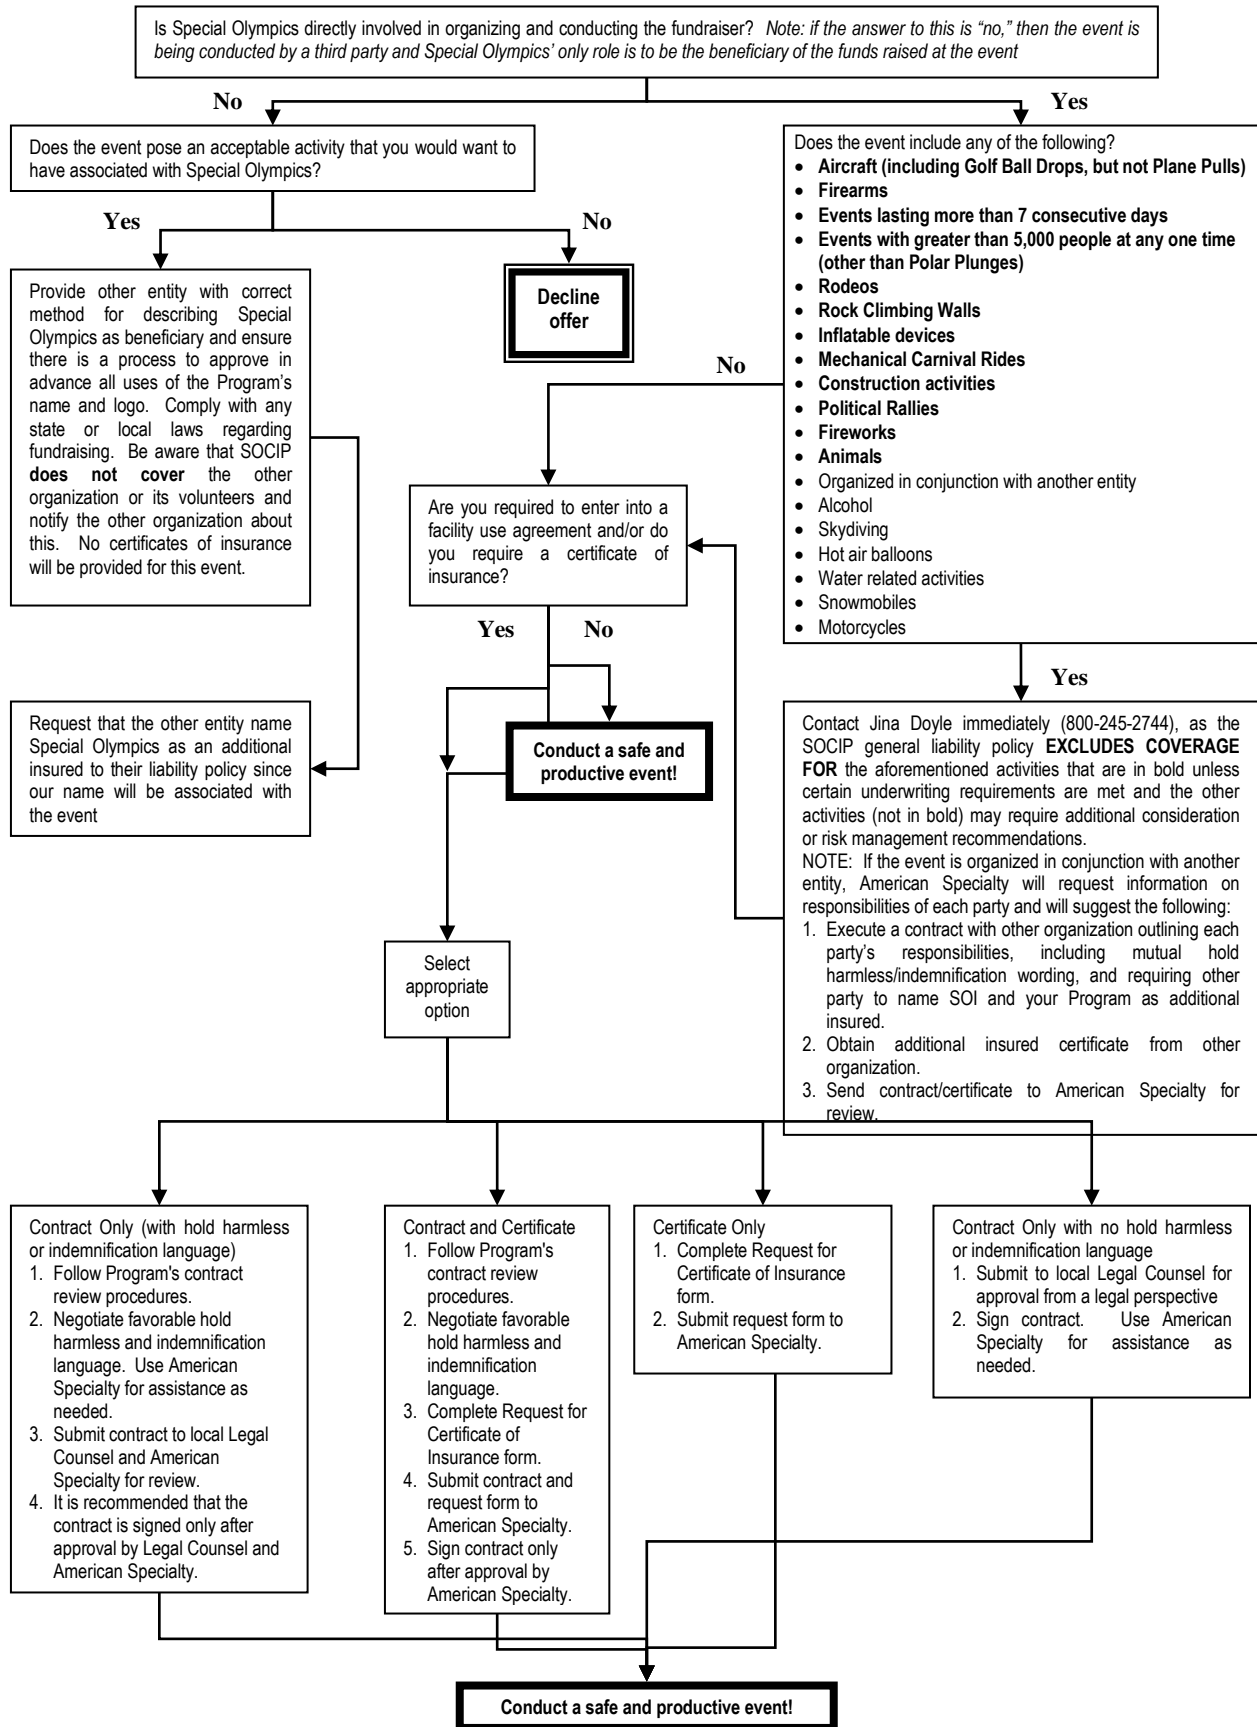 Is Special Olympics directly involved in organizing and conducting the fundraiser? Note: if the answer to this is “no,” then the event is
being conducted by a third party and Special Olympics’ only role is to be the beneficiary of the funds raised at the event
No
Yes
Does the event pose an acceptable activity that you would want to
have associated with Special Olympics?
Yes
No
Decline
offer
Provide other entity with correct
method for describing Special
Olympics as beneficiary and ensure
there is a process to approve in
advance all uses of the Program’s
name and logo. Comply with any
state or local laws regarding
fundraising. Be aware that SOCIP
does not cover the other
organization or its volunteers and
notify the other organization about
this. No certificates of insurance
will be provided for this event.
Request that the other entity name
Special Olympics as an additional
insured to their liability policy since
our name will be associated with
the event
Does the event include any of the following?
• Aircraft (including Golf Ball Drops, but not Plane Pulls)
• Firearms
• Events lasting more than 7 consecutive days
• Events with greater than 5,000 people at any one time
(other than Polar Plunges)
• Rodeos
• Rock Climbing Walls
• Inflatable devices
• Mechanical Carnival Rides
• Construction activities
• Political Rallies
• Fireworks
• Animals
• Organized in conjunction with another entity
• Alcohol
• Skydiving
• Hot air balloons
• Water related activities
• Snowmobiles
• Motorcycles
No
Yes
Are you required to enter into a
facility use agreement and/or do
you require a certificate of
insurance?
Yes
No
Conduct a safe and
productive event!
Contact Jina Doyle immediately (800-245-2744), as the
SOCIP general liability policy EXCLUDES COVERAGE
FOR the aforementioned activities that are in bold unless
certain underwriting requirements are met and the other
activities (not in bold) may require additional consideration
or risk management recommendations.
NOTE: If the event is organized in conjunction with another
entity, American Specialty will request information on
responsibilities of each party and will suggest the following:
1. Execute a contract with other organization outlining each
party’s responsibilities, including mutual hold
harmless/indemnification wording, and requiring other
party to name SOI and your Program as additional
insured.
2. Obtain additional insured certificate from other
organization.
3. Send contract/certificate to American Specialty for
review.
Select
appropriate
option
Contract Only (with hold harmless
or indemnification language)
1. Follow Program's contract
review procedures.
2. Negotiate favorable hold
harmless and indemnification
language. Use American
Specialty for assistance as
needed.
3. Submit contract to local Legal
Counsel and American
Specialty for review.
4. It is recommended that the
contract is signed only after
approval by Legal Counsel and
American Specialty.
Contract and Certificate
1. Follow Program's
contract review
procedures.
2. Negotiate favorable
hold harmless and
indemnification
language.
3. Complete Request for
Certificate of
Insurance form.
4. Submit contract and
request form to
American Specialty.
5. Sign contract only
after approval by
American Specialty.
Certificate Only
1. Complete Request for
Certificate of Insurance
form.
2. Submit request form to
American Specialty.
Contract Only with no hold harmless
or indemnification language
1. Submit to local Legal Counsel for
approval from a legal perspective
2. Sign contract. Use American
Specialty for assistance as
needed.
Conduct a safe and productive event!